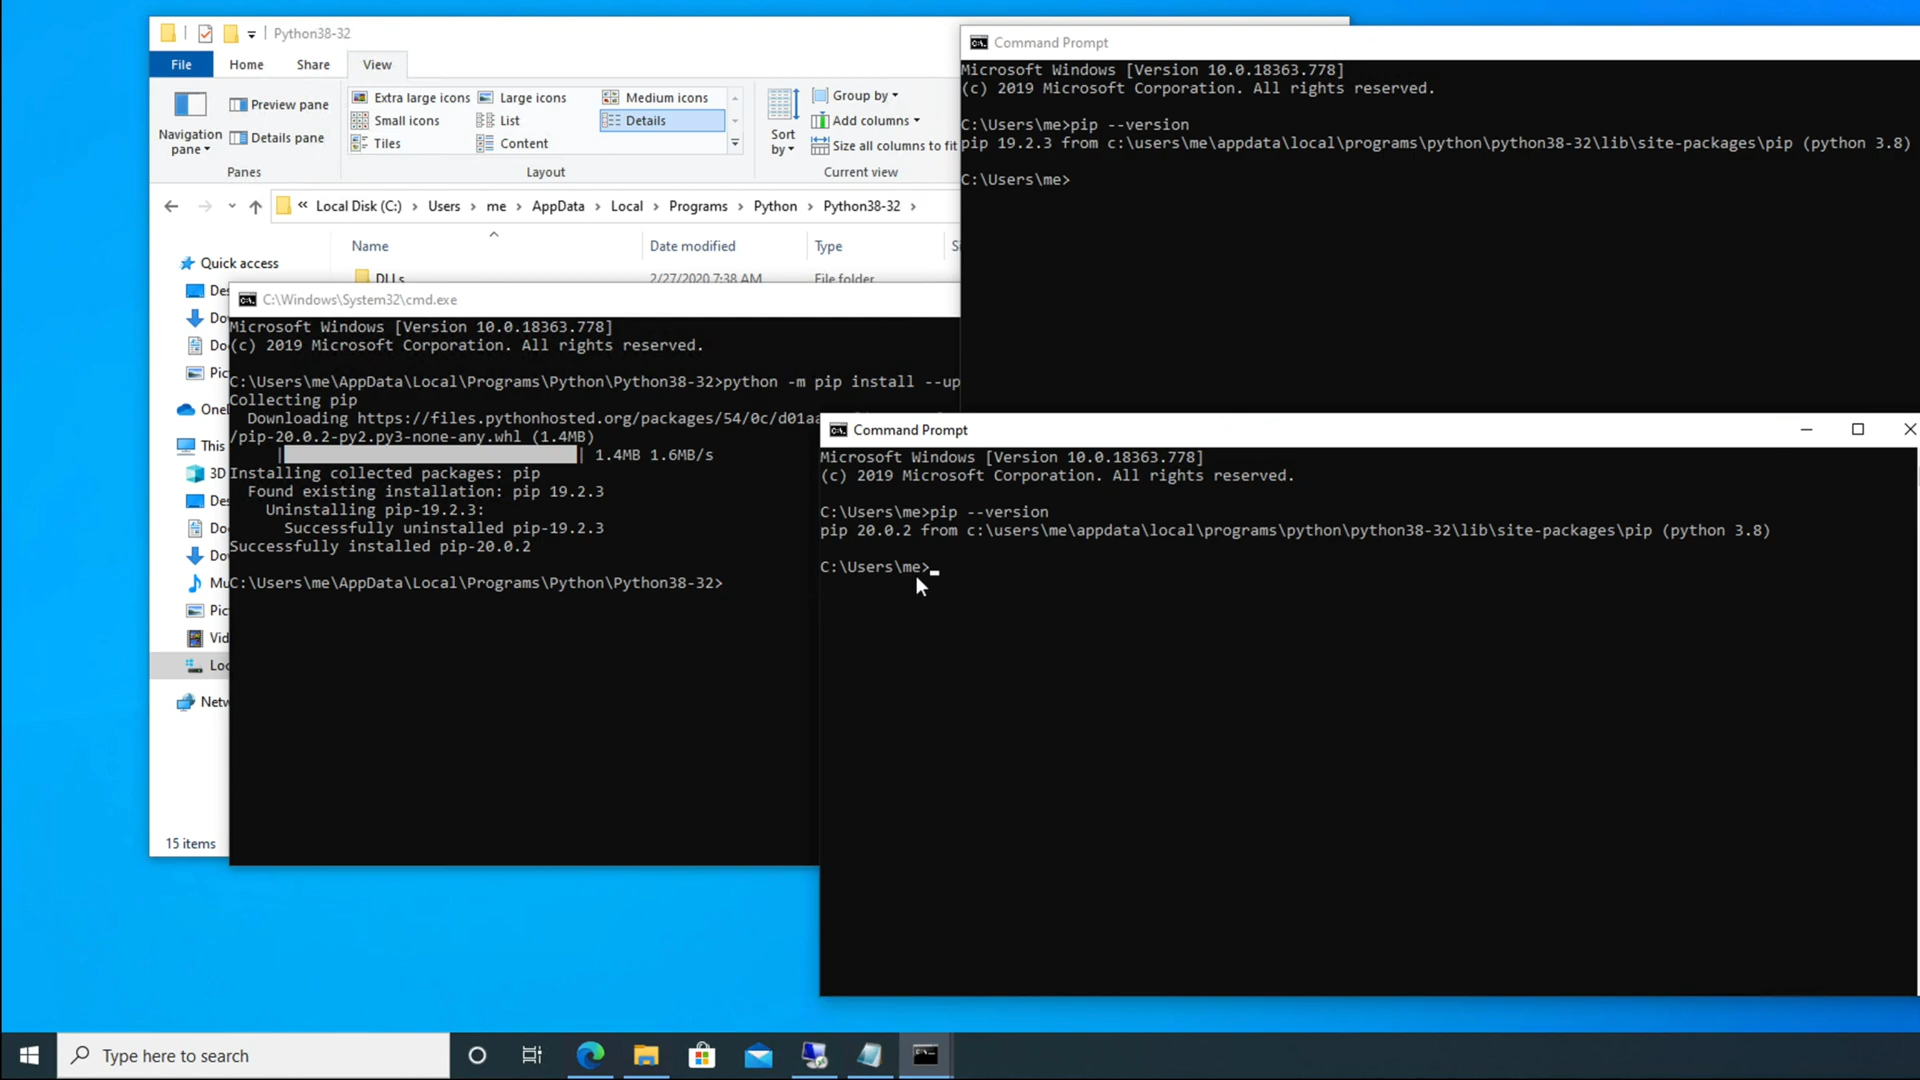 Python38-32
File Home Share View
Navigation pane
Preview pane
Details pane
Panes
Extra large icons Large icons Medium icons
Small icons List Details
Tiles Content
Layout
Sort by
Group by
Add columns
Size all columns to fit
Current view
« Local Disk (C:) › Users › me › AppData › Local › Programs › Python › Python38-32 ›
Name Date modified Type
Quick access
DLLs 2/27/2020 7:38 AM File folder
This
3D
15 items
C:\Windows\System32\cmd.exe
Microsoft Windows [Version 10.0.18363.778]
(c) 2019 Microsoft Corporation. All rights reserved.
C:\Users\me\AppData\Local\Programs\Python\Python38-32>python -m pip install --up
Collecting pip
Downloading https://files.pythonhosted.org/packages/54/0c/d01aa
/pip-20.0.2-py2.py3-none-any.whl (1.4MB)
| | 1.4MB 1.6MB/s
Installing collected packages: pip
Found existing installation: pip 19.2.3
Uninstalling pip-19.2.3:
Successfully uninstalled pip-19.2.3
Successfully installed pip-20.0.2
C:\Users\me\AppData\Local\Programs\Python\Python38-32>
Command Prompt
Microsoft Windows [Version 10.0.18363.778]
(c) 2019 Microsoft Corporation. All rights reserved.
C:\Users\me>pip --version
pip 19.2.3 from c:\users\me\appdata\local\programs\python\python38-32\lib\site-packages\pip (python 3.8)
C:\Users\me>
Command Prompt
Microsoft Windows [Version 10.0.18363.778]
(c) 2019 Microsoft Corporation. All rights reserved.
C:\Users\me>pip --version
pip 20.0.2 from c:\users\me\appdata\local\programs\python\python38-32\lib\site-packages\pip (python 3.8)
C:\Users\me>
Type here to search